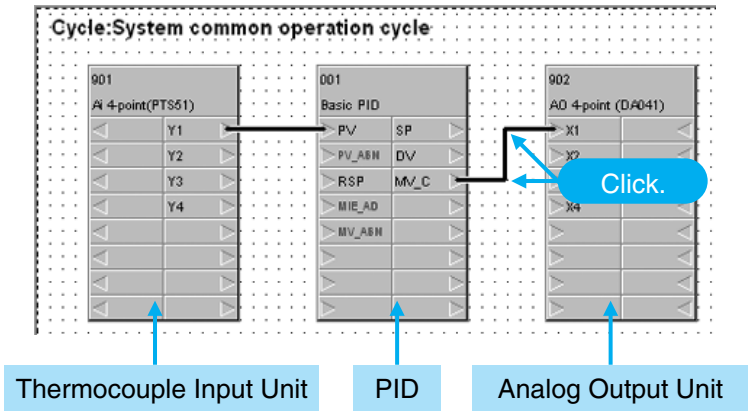 Cycle:System common operation cycle
901
Ai 4-point(PTS51)
Y1
Y2
Y3
Y4
001
Basic PID
PV SP
PV_ABN DV
RSP MV_C
MIE_AD
MV_ABN
902
AO 4-point (DA041)
X1
X2
X4
Click.
Thermocouple Input Unit
PID
Analog Output Unit